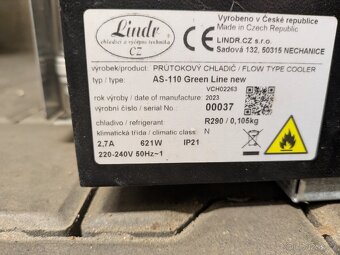 Lindr
chladicí a výčepní technika
CZ
Vyrobeno v České republice
Made in Czech Republic
LINDR.CZ s.r.o.
Sadová 132, 50315 NECHANICE
výrobek/product: PRŮTOKOVÝ CHLADIČ / FLOW TYPE COOLER
typ / type: AS-110 Green Line new
VCH02263
rok výroby / date of manufacture: 2023
serial No.: 00037
chladivo / refrigerant R290 / 0,105kg
klimatická třída / climatic class: N
2.7A 621W IP21
220-240V 50Hz~1